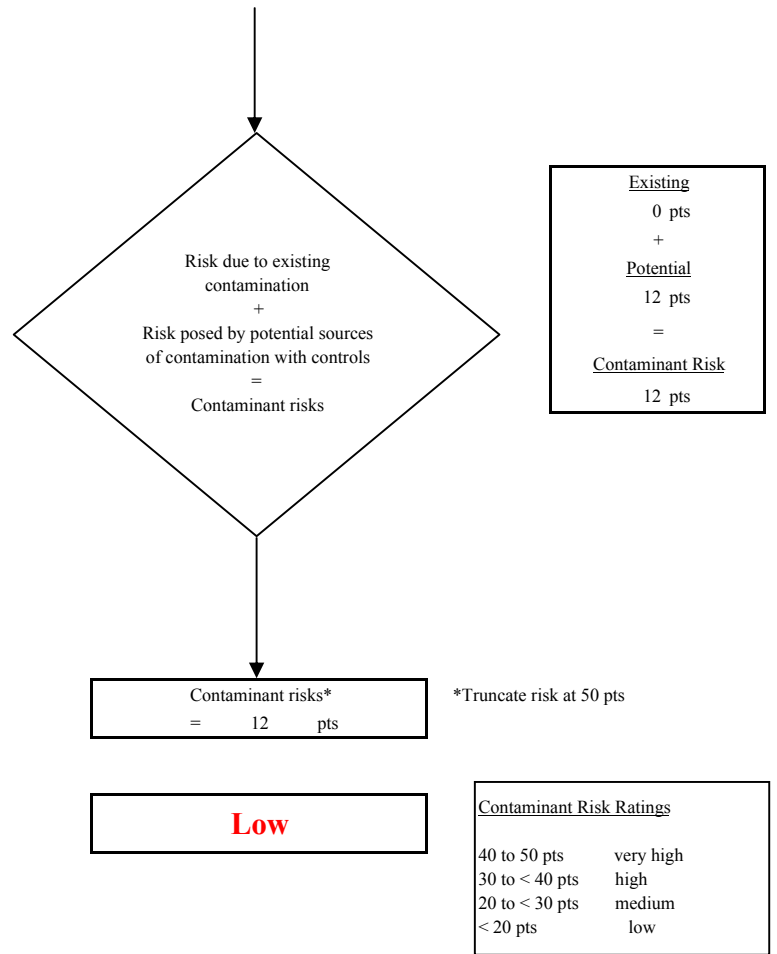 Risk due to existing
contamination
+
Risk posed by potential sources
of contamination with controls
=
Contaminant risks
Existing
0 pts
+
Potential
12 pts
=
Contaminant Risk
12 pts
Contaminant risks*
= 12 pts
*Truncate risk at 50 pts
Low
Contaminant Risk Ratings
40 to 50 pts very high
30 to < 40 pts high
20 to < 30 pts medium
< 20 pts low